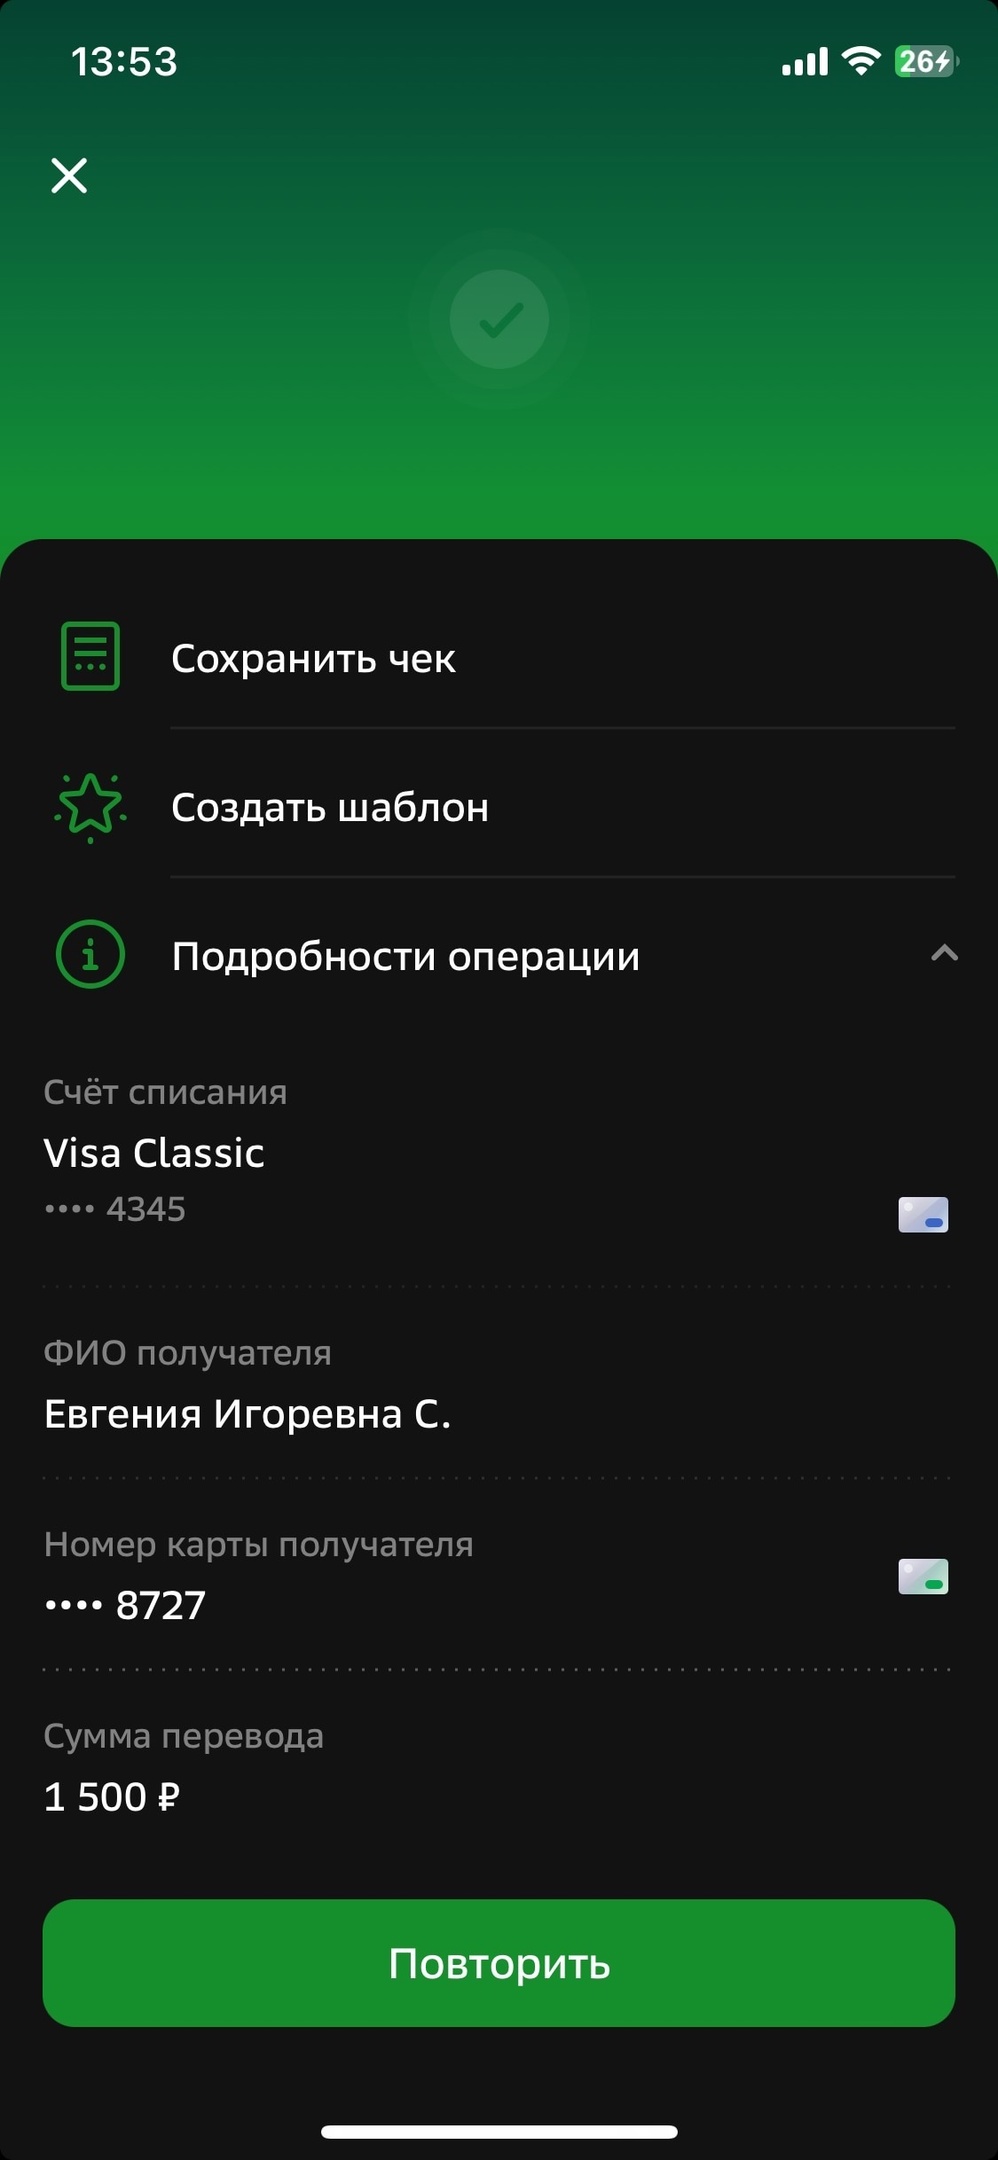 13:53
26
Сохранить чек
Создать шаблон
Подробности операции
Счёт списания
Visa Classic
•••• 4345
ФИО получателя
Евгения Игоревна С.
Номер карты получателя
•••• 8727
Сумма перевода
1 500 ₽
Повторить